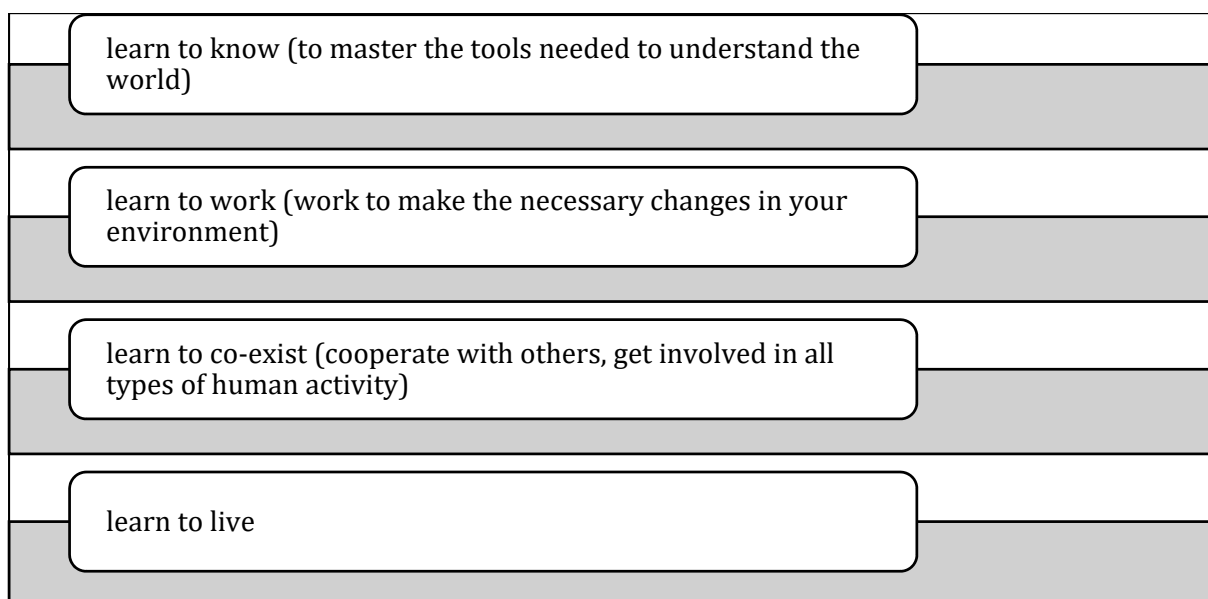 learn to know (to master the tools needed to understand the
world)
learn to work (work to make the necessary changes in your
environment)
learn to co-exist (cooperate with others, get involved in all
types of human activity)
learn to live